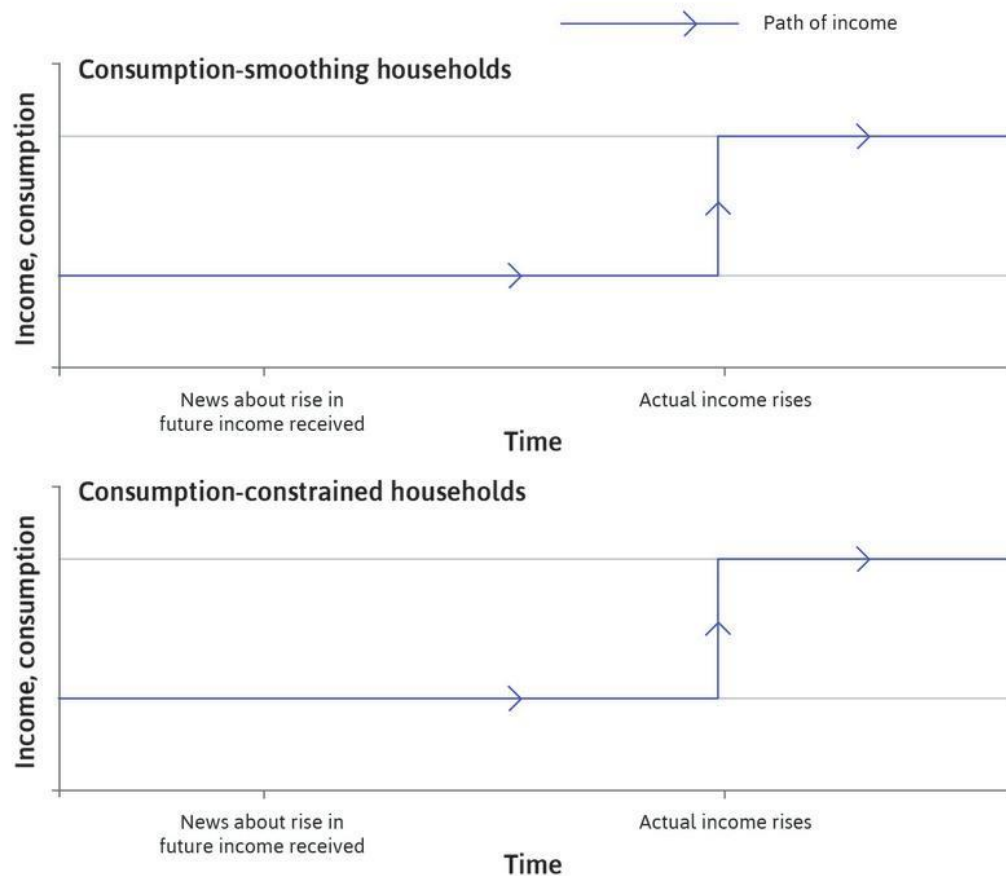 Path of income
Consumption-smoothing households
Income, consumption
News about rise in
future income received
Actual income rises
Time
Consumption-constrained households
Income, consumption
News about rise in
future income received
Actual income rises
Time